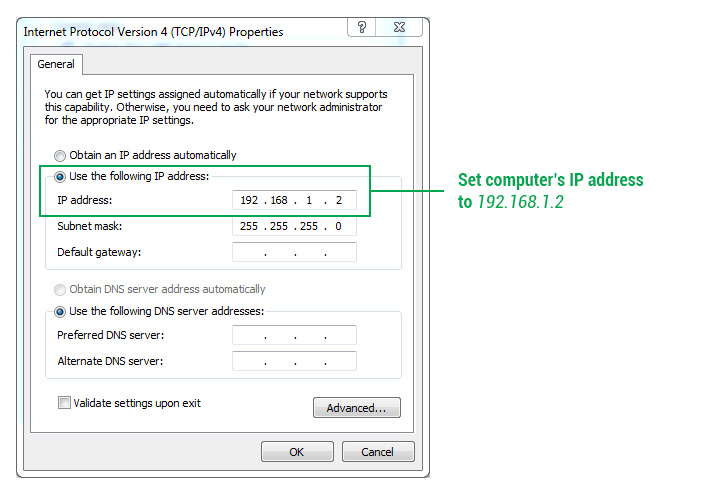 Internet Protocol Version 4 (TCP/IPv4) Properties
?
General
You can get IP settings assigned automatically if your network supports
this capability. Otherwise, you need to ask your network administrator
for the appropriate IP settings.
Obtain an IP address automatically
Use the following IP address:
IP address: 192 . 168 . 1 . 2
Set computer's IP address
to 192.168.1.2
Subnet mask: 255 . 255 . 255 . 0
Default gateway: . . .
Obtain DNS server address automatically
Use the following DNS server addresses:
Preferred DNS server: . . .
Alternate DNS server: . . .
Validate settings upon exit
Advanced...
OK Cancel